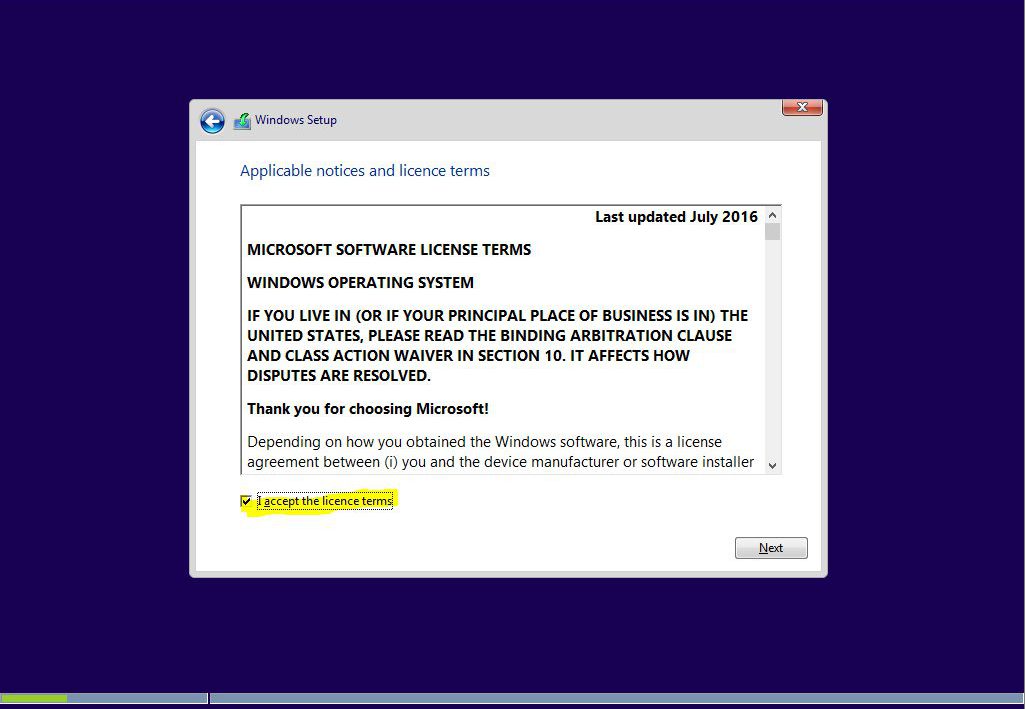 Windows Setup
Applicable notices and licence terms
Last updated July 2016
MICROSOFT SOFTWARE LICENSE TERMS
WINDOWS OPERATING SYSTEM
IF YOU LIVE IN (OR IF YOUR PRINCIPAL PLACE OF BUSINESS IS IN) THE
UNITED STATES, PLEASE READ THE BINDING ARBITRATION CLAUSE
AND CLASS ACTION WAIVER IN SECTION 10. IT AFFECTS HOW
DISPUTES ARE RESOLVED.
Thank you for choosing Microsoft!
Depending on how you obtained the Windows software, this is a license
agreement between (i) you and the device manufacturer or software installer
I accept the licence terms
Next